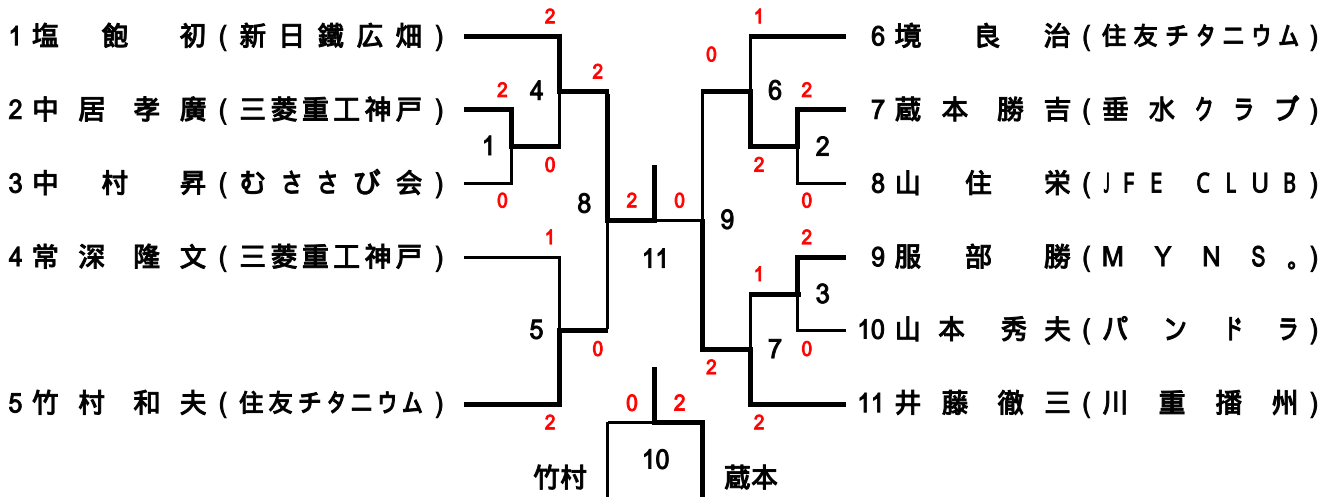 2 1
1 塩 飽 初 ( 新 日 鐵 広 畑 ) 6 境 良 治 ( 住友チタニウム )
2 0
4 6
2 2
2 中 居 孝 廣 ( 三菱重工神戸 ) 7 蔵 本 勝 吉 ( 垂 水 ク ラ ブ )
1 2
0 2
3 中 村 昇 ( む さ さ び 会 ) 8 山 住 栄 ( J F E C L U B )
0 0
8 2 0 9
1 2
4 常 深 隆 文 ( 三菱重工神戸 ) 11 9 服 部 勝 ( M Y N S 。 )
1
3
5 10 山 本 秀 夫 ( パ ン ド ラ )
0 7 0
2
5 竹 村 和 夫 ( 住友チタニウム ) 0 2 11 井 藤 徹 三 ( 川 重 播 州 )
2 2
竹村 10 蔵本